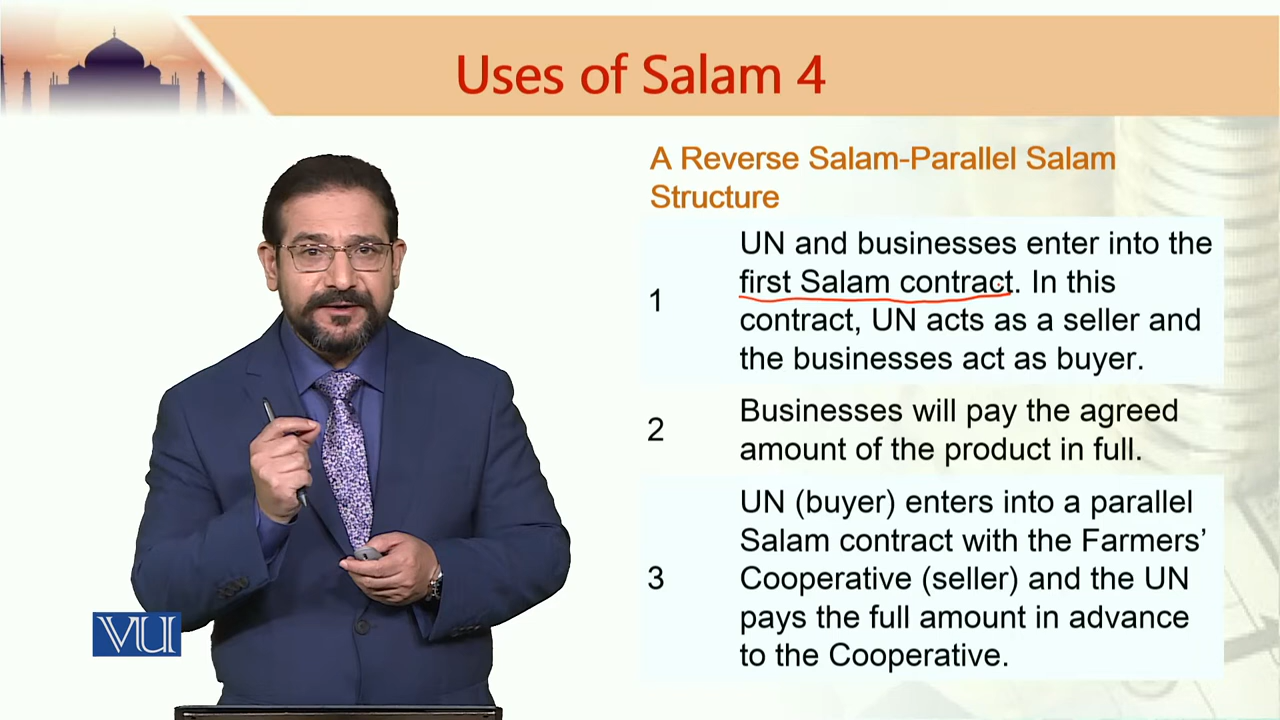 Uses of Salam 4
A Reverse Salam-Parallel Salam
Structure
1
UN and businesses enter into the
first Salam contract. In this
contract, UN acts as a seller and
the businesses act as buyer.
2
Businesses will pay the agreed
amount of the product in full.
3
UN (buyer) enters into a parallel
Salam contract with the Farmers’
Cooperative (seller) and the UN
pays the full amount in advance
to the Cooperative.
VU